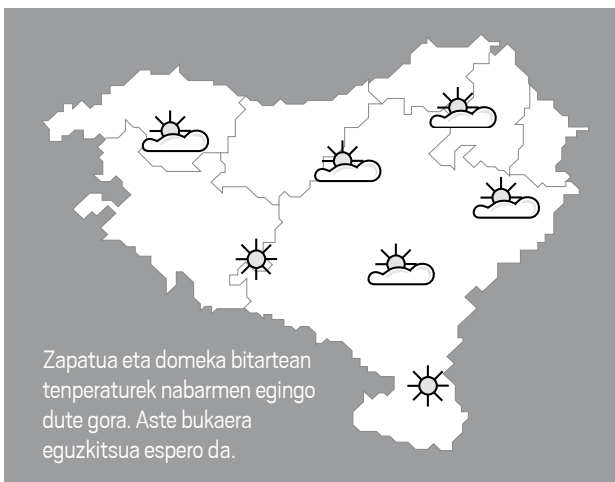 Zapatua eta domeka bitartean
tenperaturek nabarmen egingo
dute gora. Aste bukaera
eguzkitsua espero da.